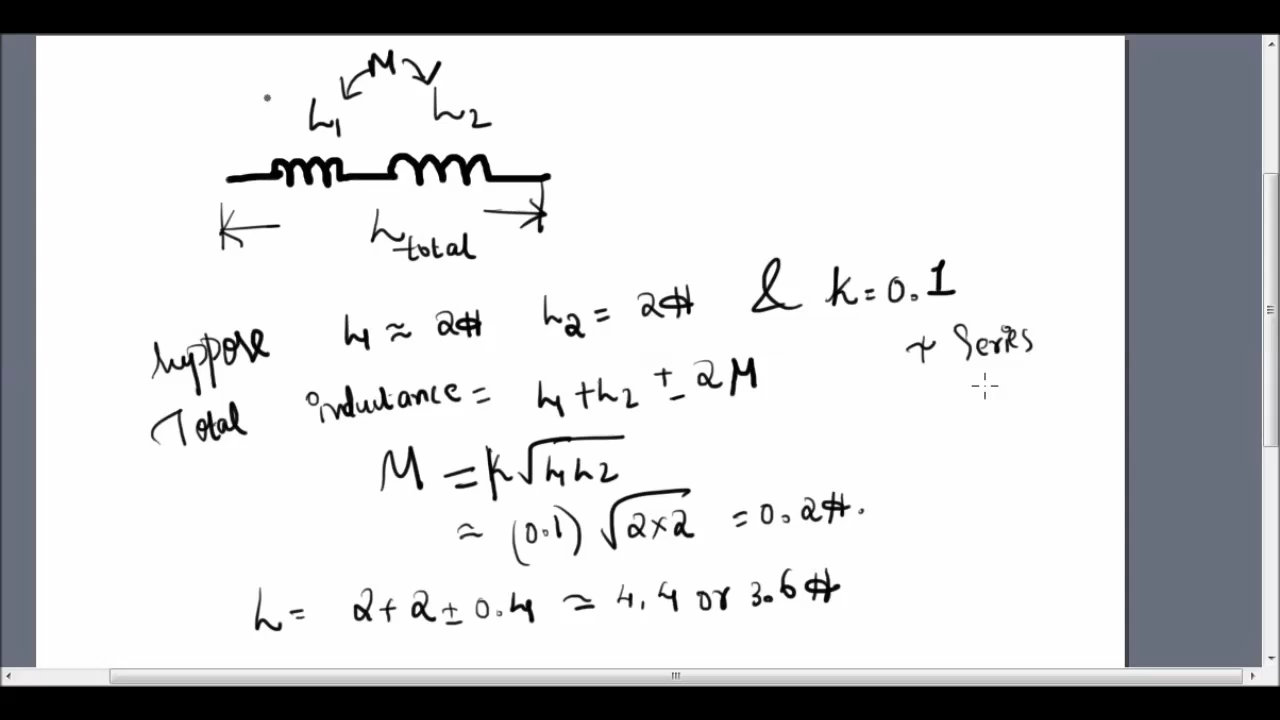 M
L1 L2
Ltotal
Suppose L1 ≈ 2H L2 = 2H & k = 0.1
Series
Total inductance = L1 + L2 ± 2M
M = k√L1L2
≈ (0.1) √2×2 = 0.2H.
L = 2 + 2 ± 0.4 ≃ 4.4 or 3.6H